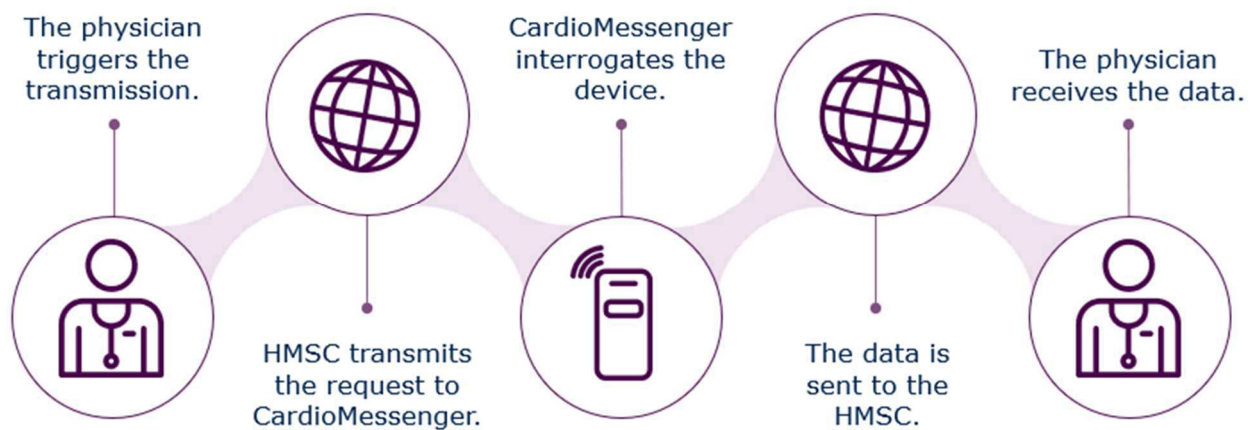 The physician
triggers the
transmission.
HMSC transmits
the request to
CardioMessenger.
CardioMessenger
interrogates the
device.
The data is
sent to the
HMSC.
The physician
receives the data.